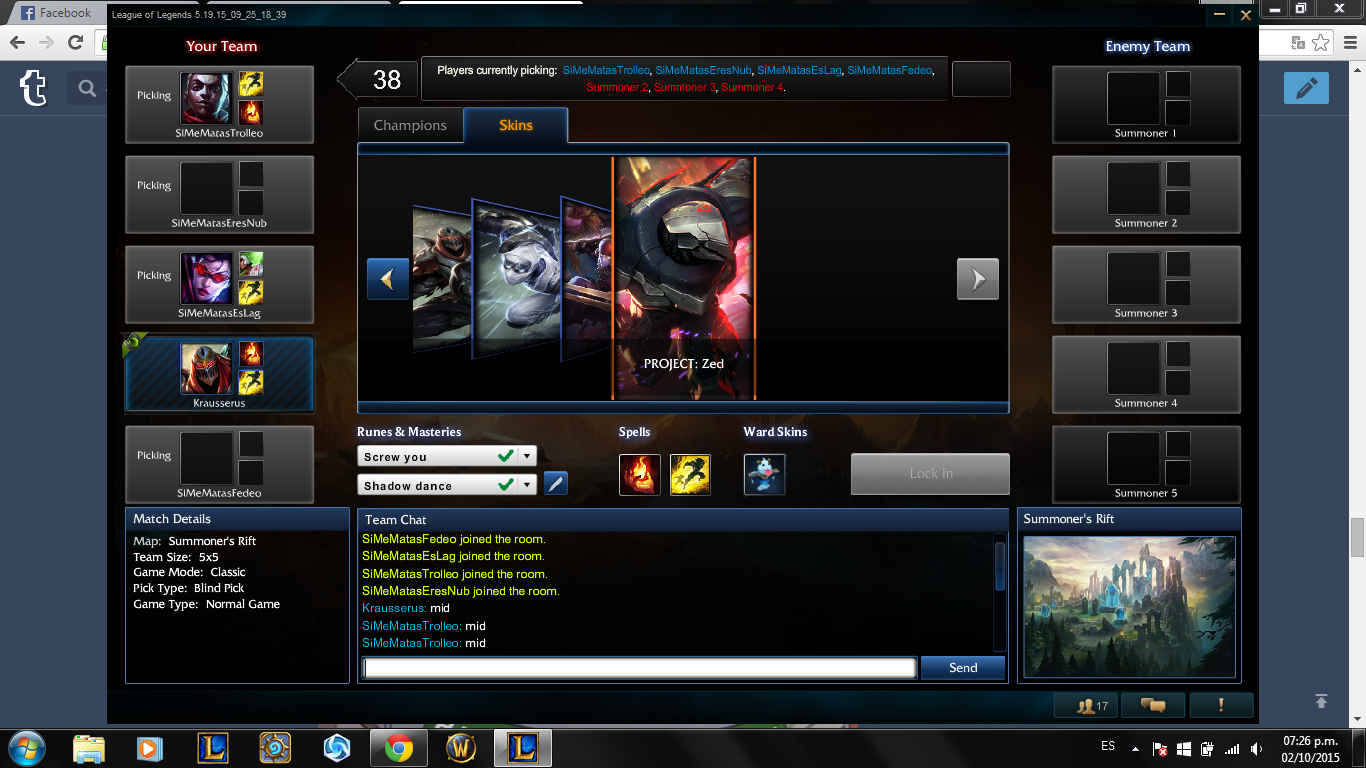 Facebook
League of Legends 5.19.15_09_25_18_39
Your Team
Enemy Team
38
Players currently picking: SiMeMatasTrolleo, SiMeMatasEresNub, SiMeMatasEsLag, SiMeMatasFedeo,
Summoner 2, Summoner 3, Summoner 4.
Picking
SiMeMatasTrolleo
Picking
SiMeMatasEresNub
Picking
SiMeMatasEsLag
Krausserus
Picking
SiMeMatasFedeo
Champions
Skins
PROJECT: Zed
Summoner 1
Summoner 2
Summoner 3
Summoner 4
Summoner 5
Runes & Masteries
Spells
Ward Skins
Screw you
Shadow dance
Lock In
Match Details
Map: Summoner's Rift
Team Size: 5x5
Game Mode: Classic
Pick Type: Blind Pick
Game Type: Normal Game
Team Chat
SiMeMatasFedeo joined the room.
SiMeMatasEsLag joined the room.
SiMeMatasTrolleo joined the room.
SiMeMatasEresNub joined the room.
Krausserus: mid
SiMeMatasTrolleo: mid
SiMeMatasTrolleo: mid
Send
Summoner's Rift
17
ES
07:26 p.m.
02/10/2015